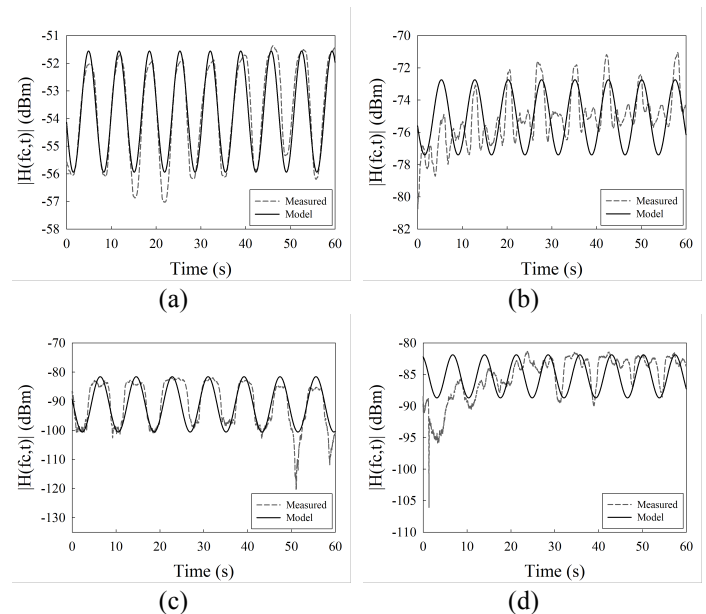 -51
-52
-53
-54
-55
-56
-57
-58
|H(fc,t)| (dBm)
Measured
Model
0 10 20 30 40 50 60
Time (s)
(a)
-70
-72
-74
-76
-78
-80
-82
|H(fc,t)| (dBm)
Measured
Model
0 10 20 30 40 50 60
Time (s)
(b)
-70
-80
-90
-100
-110
-120
-130
|H(fc,t)| (dBm)
Measured
Model
0 10 20 30 40 50 60
Time (s)
(c)
-80
-85
-90
-95
-100
-105
-110
|H(fc,t)| (dBm)
Measured
Model
0 10 20 30 40 50 60
Time (s)
(d)